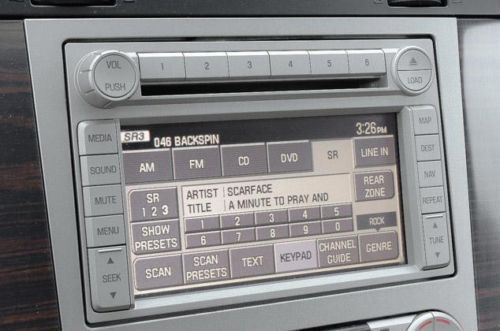 VOL
PUSH
1 2 3 4 5 6
LOAD
MEDIA
SOUND
MUTE
MENU
SEEK
MAP
DEST
NAV
REPEAT
TUNE
SR3 046 BACKSPIN 3:26PM
AM FM CD DVD SR LINE IN
SR
1 2 3
ARTIST SCARFACE
TITLE A MINUTE TO PRAY AND
REAR
ZONE
SHOW
PRESETS
1 2 3 4 5
6 7 8 9 0
ROCK
SCAN
SCAN
PRESETS
TEXT
KEYPAD
CHANNEL
GUIDE
GENRE